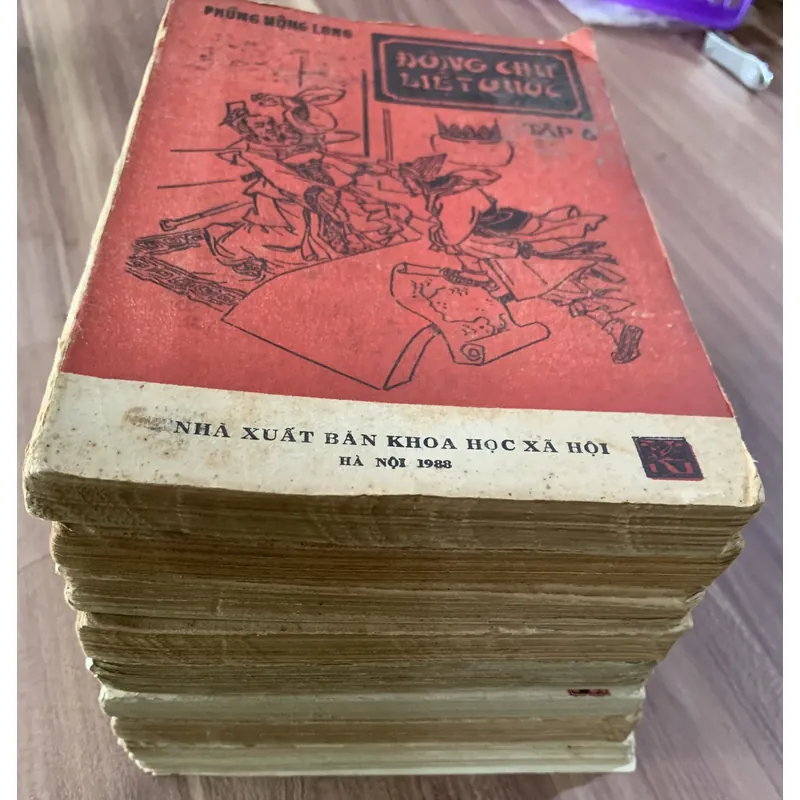 PHÙNG MỘNG LONG
ĐÔNG CHU
LIỆT QUỐC
TẬP 6
NHÀ XUẤT BẢN KHOA HỌC XÃ HỘI
HÀ NỘI 1988